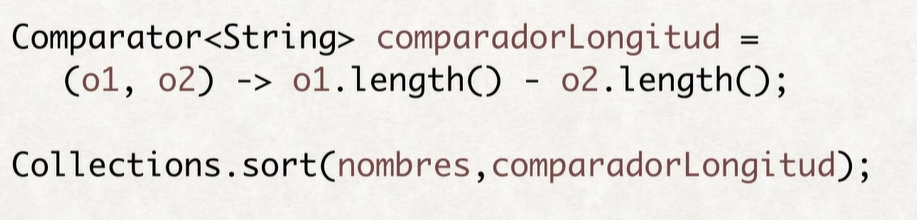 Comparator<String> comparadorLongitud =
(o1, o2) -> o1.length() - o2.length();
Collections.sort(nombres,comparadorLongitud);